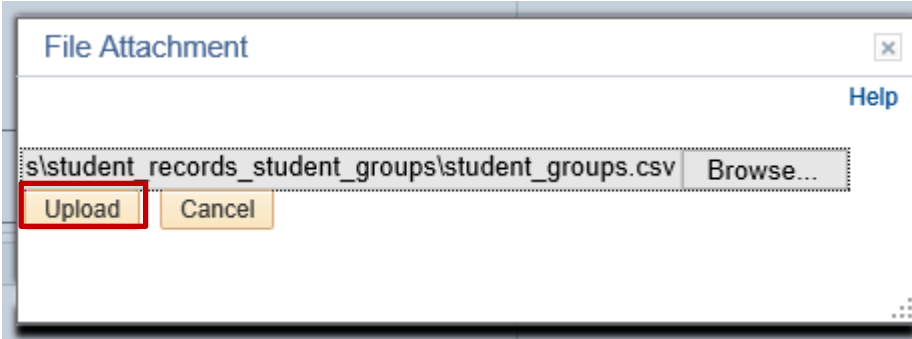 File Attachment
Help
s\student_records_student_groups\student_groups.csv Browse...
Upload Cancel